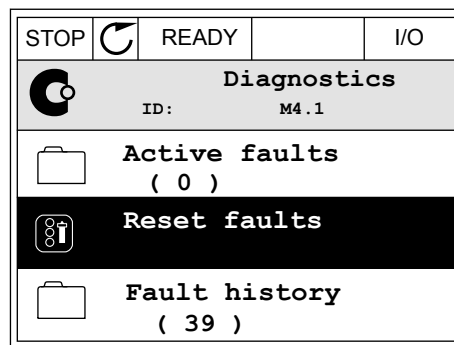 STOP READY I/O
Diagnostics
ID: M4.1
Active faults
( 0 )
Reset faults
Fault history
( 39 )